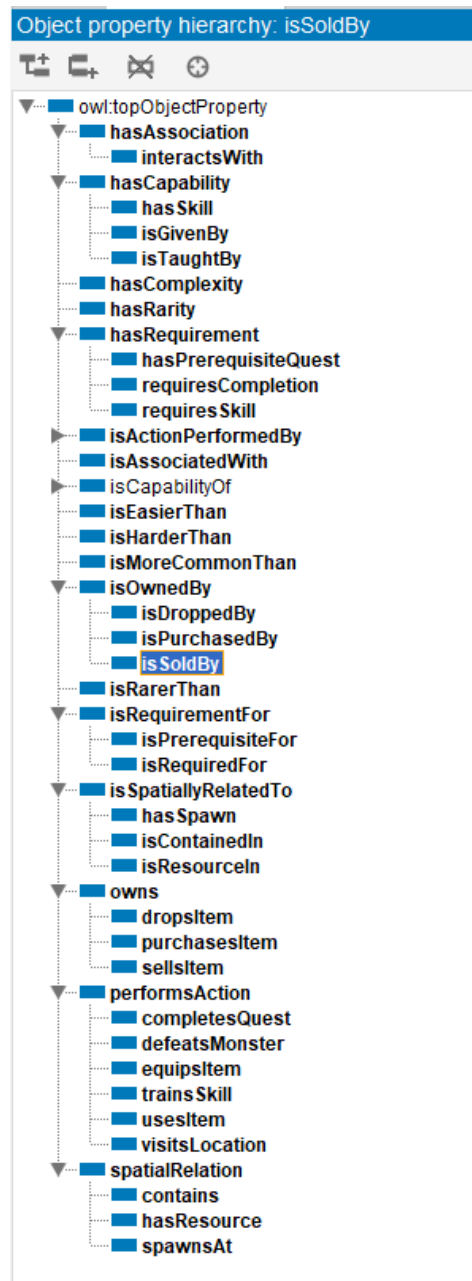 Object property hierarchy: isSoldBy
owl:topObjectProperty
hasAssociation
interactsWith
hasCapability
hasSkill
isGivenBy
isTaughtBy
hasComplexity
hasRarity
hasRequirement
hasPrerequisiteQuest
requiresCompletion
requiresSkill
isActionPerformedBy
isAssociatedWith
isCapabilityOf
isEasierThan
isHarderThan
isMoreCommonThan
isOwnedBy
isDroppedBy
isPurchasedBy
isSoldBy
isRarerThan
isRequirementFor
isPrerequisiteFor
isRequiredFor
isSpatiallyRelatedTo
hasSpawn
isContainedIn
isResourceIn
owns
dropsItem
purchasesItem
sellsItem
performsAction
completesQuest
defeatsMonster
equipsItem
trainsSkill
usesItem
visitsLocation
spatialRelation
contains
hasResource
spawnsAt